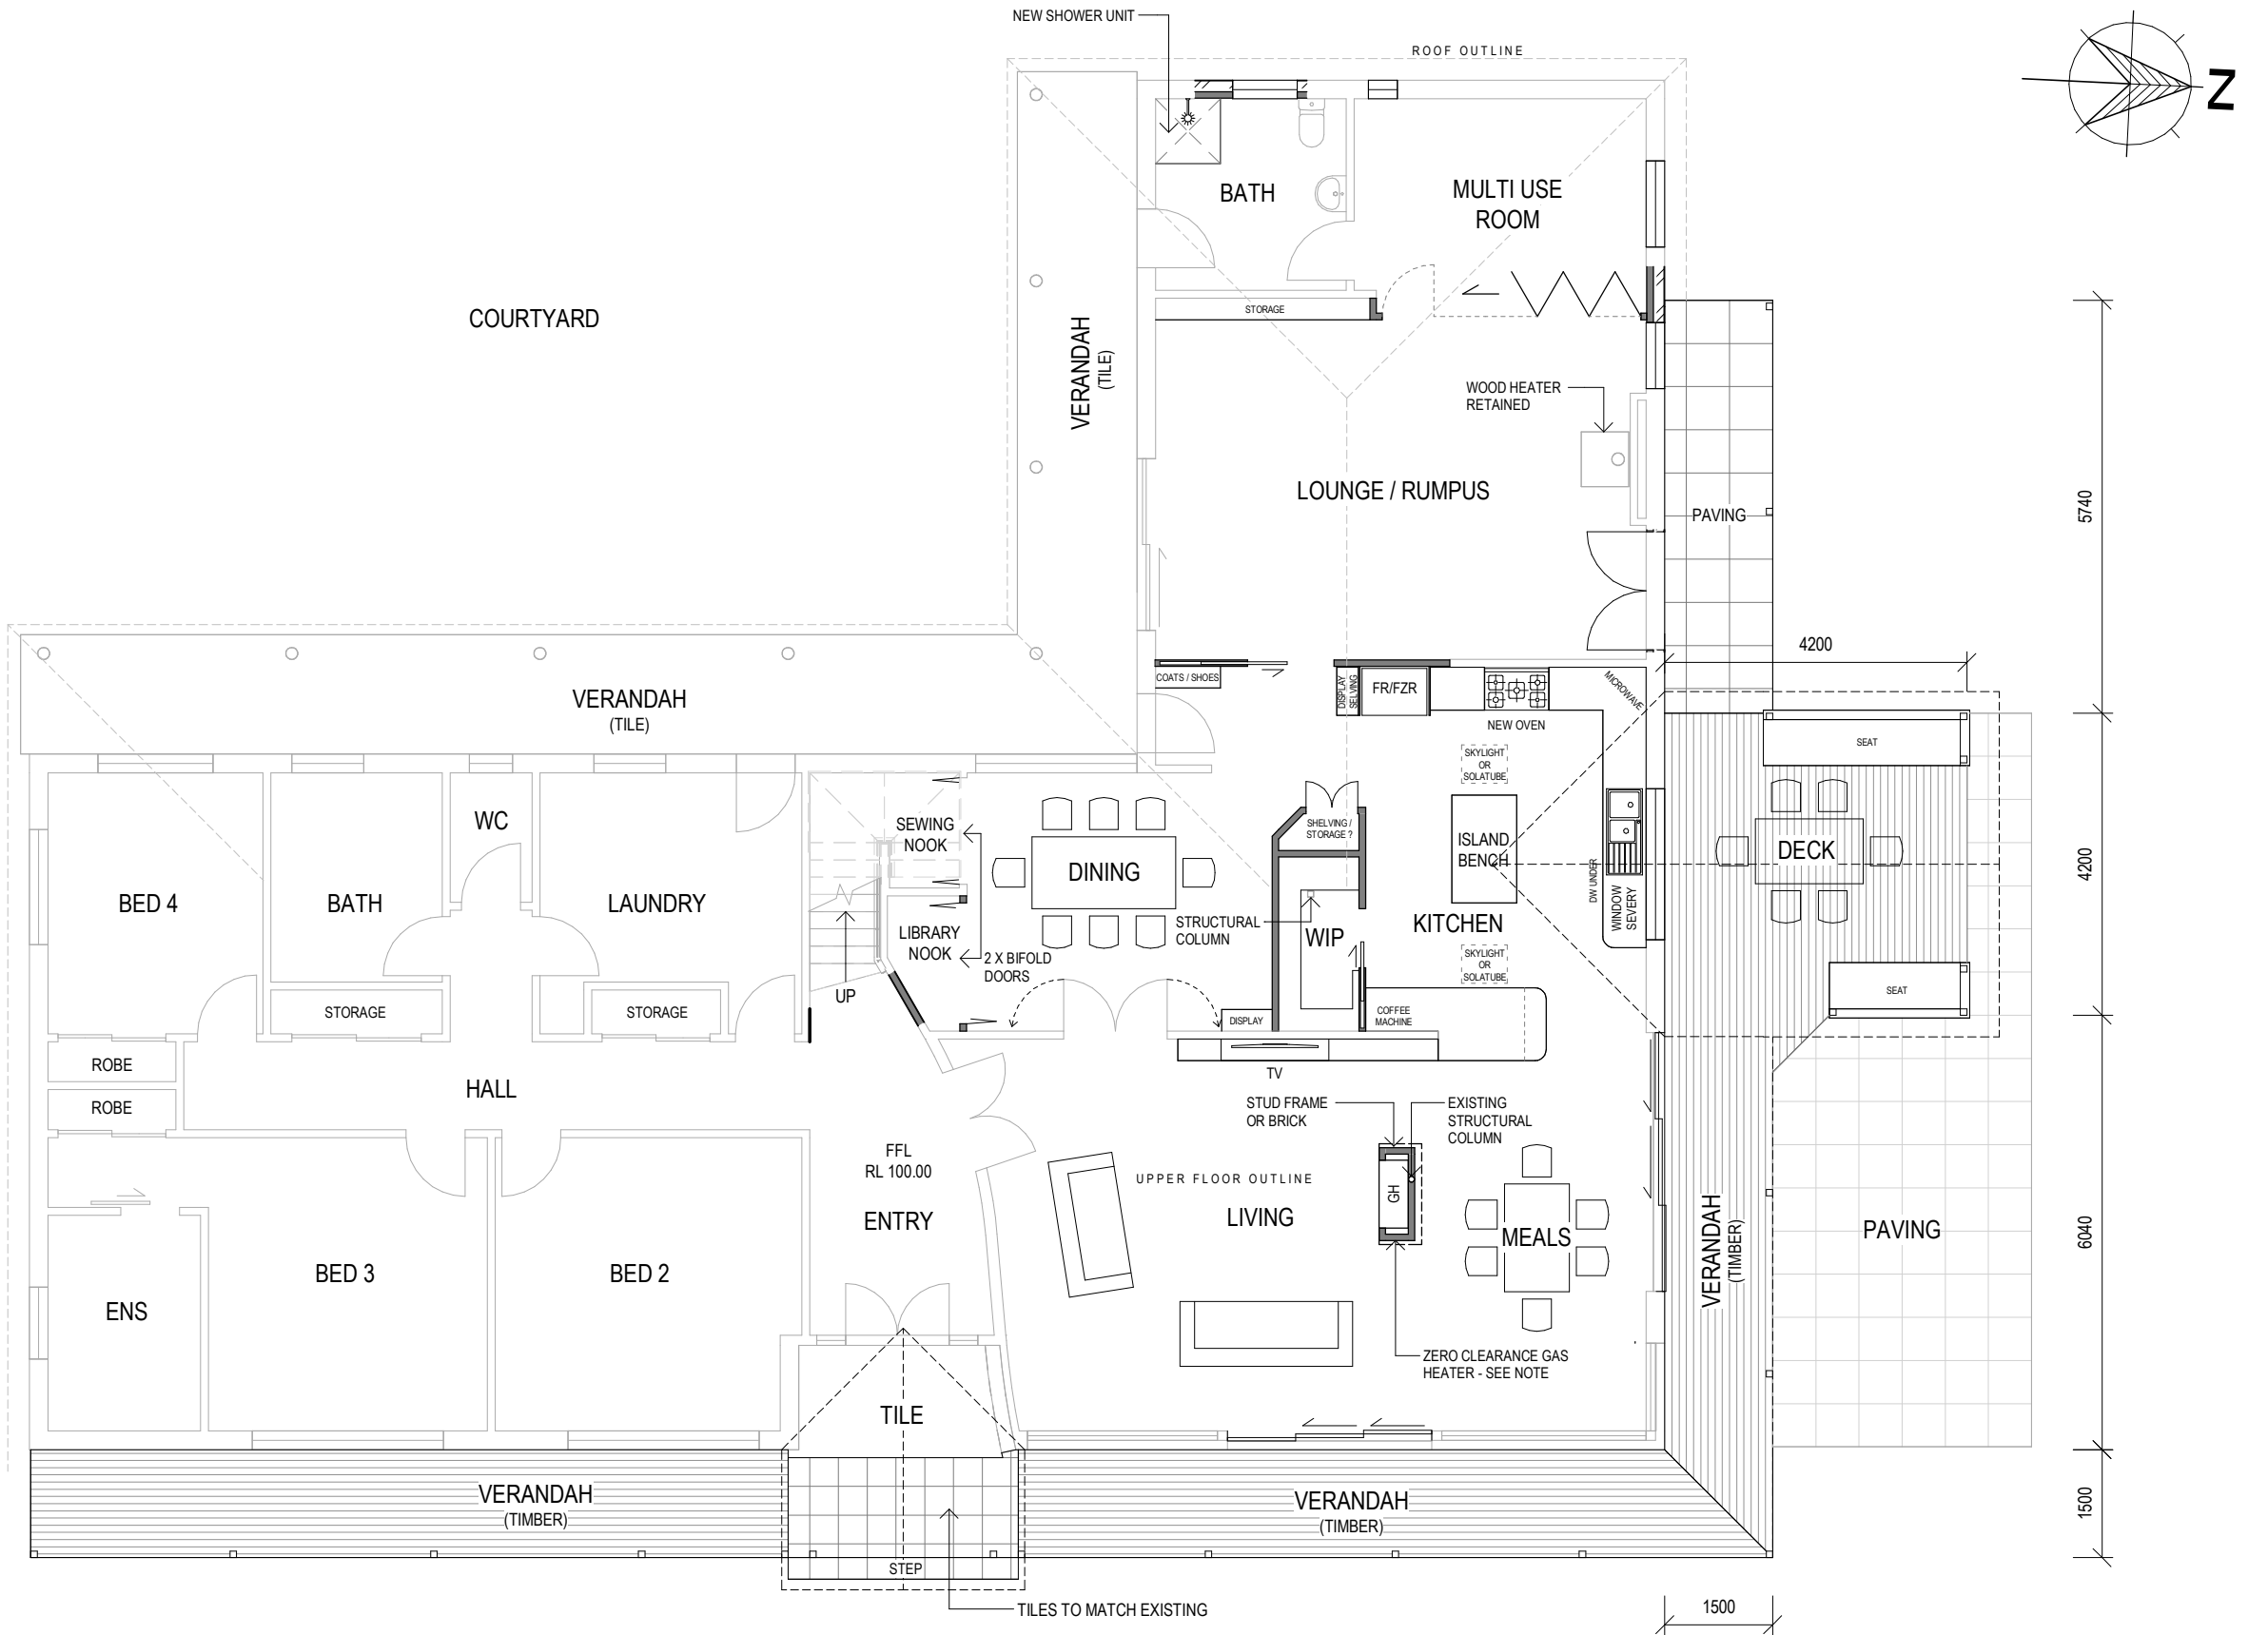 NEW SHOWER UNIT
ROOF OUTLINE
N
BATH
MULTI USE
ROOM
COURTYARD
STORAGE
VERANDAH
(TILE)
WOOD HEATER
RETAINED
LOUNGE / RUMPUS
PAVING
5740
4200
COATS / SHOES
DISPLAY
SELVING
FR/FZR
MICROWAVE
NEW OVEN
VERANDAH
(TILE)
SEAT
SKYLIGHT
OR
SOLATUBE
WC
SEWING
NOOK
SHELVING /
STORAGE ?
ISLAND
BENCH
DECK
4200
BED 4
BATH
LAUNDRY
DINING
DW UNDER
WINDOW
SEVERY
LIBRARY
NOOK
STRUCTURAL
COLUMN
WIP
KITCHEN
2 X BIFOLD
DOORS
SKYLIGHT
OR
SOLATUBE
UP
SEAT
STORAGE
STORAGE
DISPLAY
COFFEE
MACHINE
ROBE
HALL
TV
ROBE
STUD FRAME
OR BRICK
EXISTING
STRUCTURAL
COLUMN
FFL
RL 100.00
UPPER FLOOR OUTLINE
GH
ENTRY
LIVING
MEALS
VERANDAH
(TIMBER)
PAVING
6040
BED 3
BED 2
ENS
ZERO CLEARANCE GAS
HEATER - SEE NOTE
TILE
VERANDAH
(TIMBER)
VERANDAH
(TIMBER)
1500
STEP
TILES TO MATCH EXISTING
1500